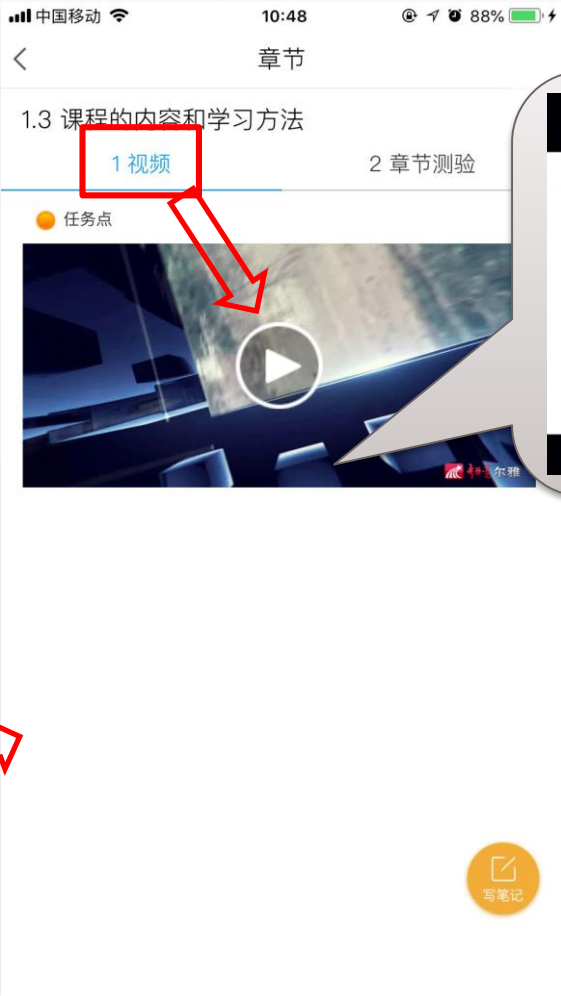 中国移动 10:48 88%
章节
1.3 课程的内容和学习方法
1 视频 2 章节测验
任务点
尔雅
写笔记